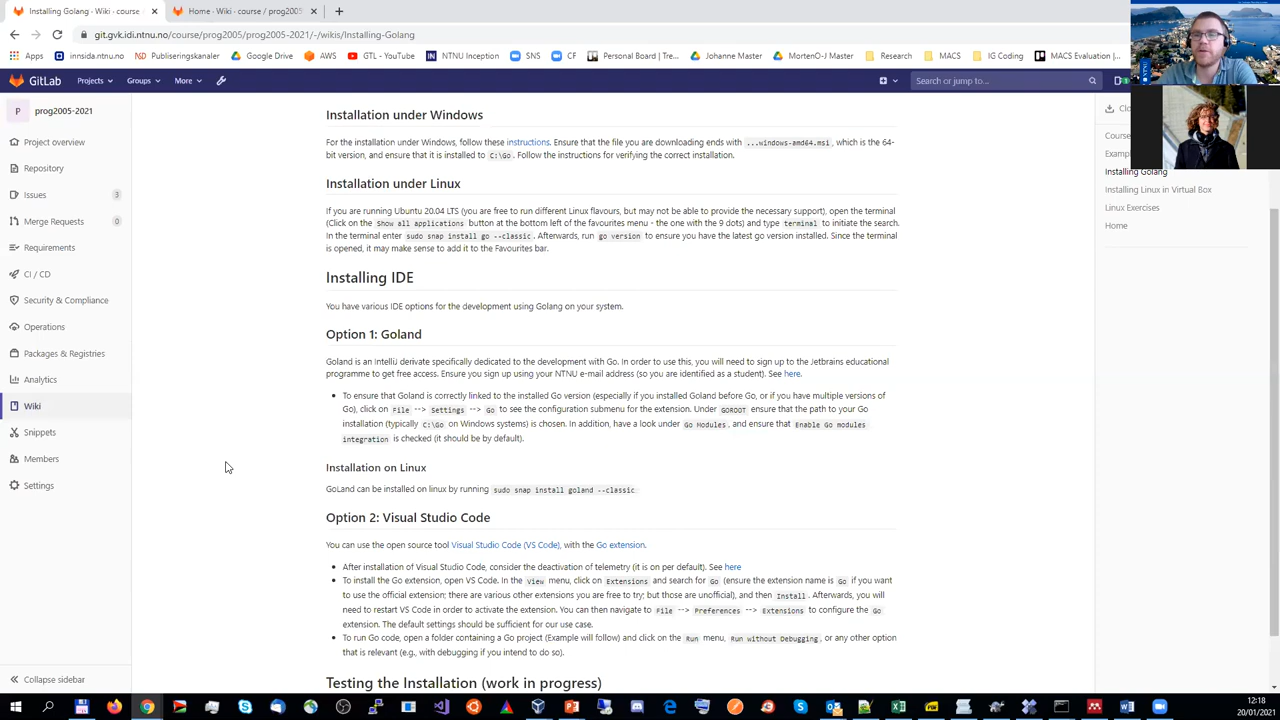 Installing Golang - Wiki - course
Home - Wiki - course / prog2005
git.gvk.idi.ntnu.no/course/prog2005/prog2005-2021/-/wikis/Installing-Golang
Apps innsida.ntnu.no Publiseringskanaler Google Drive AWS GTL - YouTube NTNU Inception SNS CF Personal Board | Tre... Johanne Master MortenO-J Master Research MACS IG Coding MACS Evaluation |...
GitLab Projects Groups More Search or jump to...
P prog2005-2021
Project overview
Repository
Issues 3
Merge Requests 0
Requirements
CI / CD
Security & Compliance
Operations
Packages & Registries
Analytics
Wiki
Snippets
Members
Settings
Collapse sidebar
Installation under Windows
For the installation under Windows, follow these instructions. Ensure that the file you are downloading ends with ...windows-amd64.msi, which is the 64-
bit version, and ensure that it is installed to C:\Go. Follow the instructions for verifying the correct installation.
Installation under Linux
If you are running Ubuntu 20.04 LTS (you are free to run different Linux flavours, but may not be able to provide the necessary support), open the terminal
(Click on the Show all applications button at the bottom left of the favourites menu - the one with the 9 dots) and type terminal to initiate the search.
In the terminal enter sudo snap install go --classic. Afterwards, run go version to ensure you have the latest go version installed. Since the terminal
is opened, it may make sense to add it to the Favourites bar.
Installing IDE
You have various IDE options for the development using Golang on your system.
Option 1: Goland
Goland is an IntelliJ derivate specifically dedicated to the development with Go. In order to use this, you will need to sign up to the Jetbrains educational
programme to get free access. Ensure you sign up using your NTNU e-mail address (so you are identified as a student). See here.
• To ensure that Goland is correctly linked to the installed Go version (especially if you installed Goland before Go, or if you have multiple versions of
Go), click on File --> Settings --> Go to see the configuration submenu for the extension. Under GOROOT ensure that the path to your Go
installation (typically C:\Go on Windows systems) is chosen. In addition, have a look under Go Modules, and ensure that Enable Go modules
integration is checked (it should be by default).
Installation on Linux
GoLand can be installed on linux by running sudo snap install goland --classic
Option 2: Visual Studio Code
You can use the open source tool Visual Studio Code (VS Code), with the Go extension.
• After installation of Visual Studio Code, consider the deactivation of telemetry (it is on per default). See here
• To install the Go extension, open VS Code. In the View menu, click on Extensions and search for Go (ensure the extension name is Go if you want
to use the official extension; there are various other extensions you are free to try; but those are unofficial), and then Install. Afterwards, you will
need to restart VS Code in order to activate the extension. You can then navigate to File --> Preferences --> Extensions to configure the Go
extension. The default settings should be sufficient for our use case.
• To run Go code, open a folder containing a Go project (Example will follow) and click on the Run menu, Run without Debugging, or any other option
that is relevant (e.g., with debugging if you intend to do so).
Testing the Installation (work in progress)
Clo
Course
Examp
Installing Golang
Installing Linux in Virtual Box
Linux Exercises
Home
12:18
20/01/2021